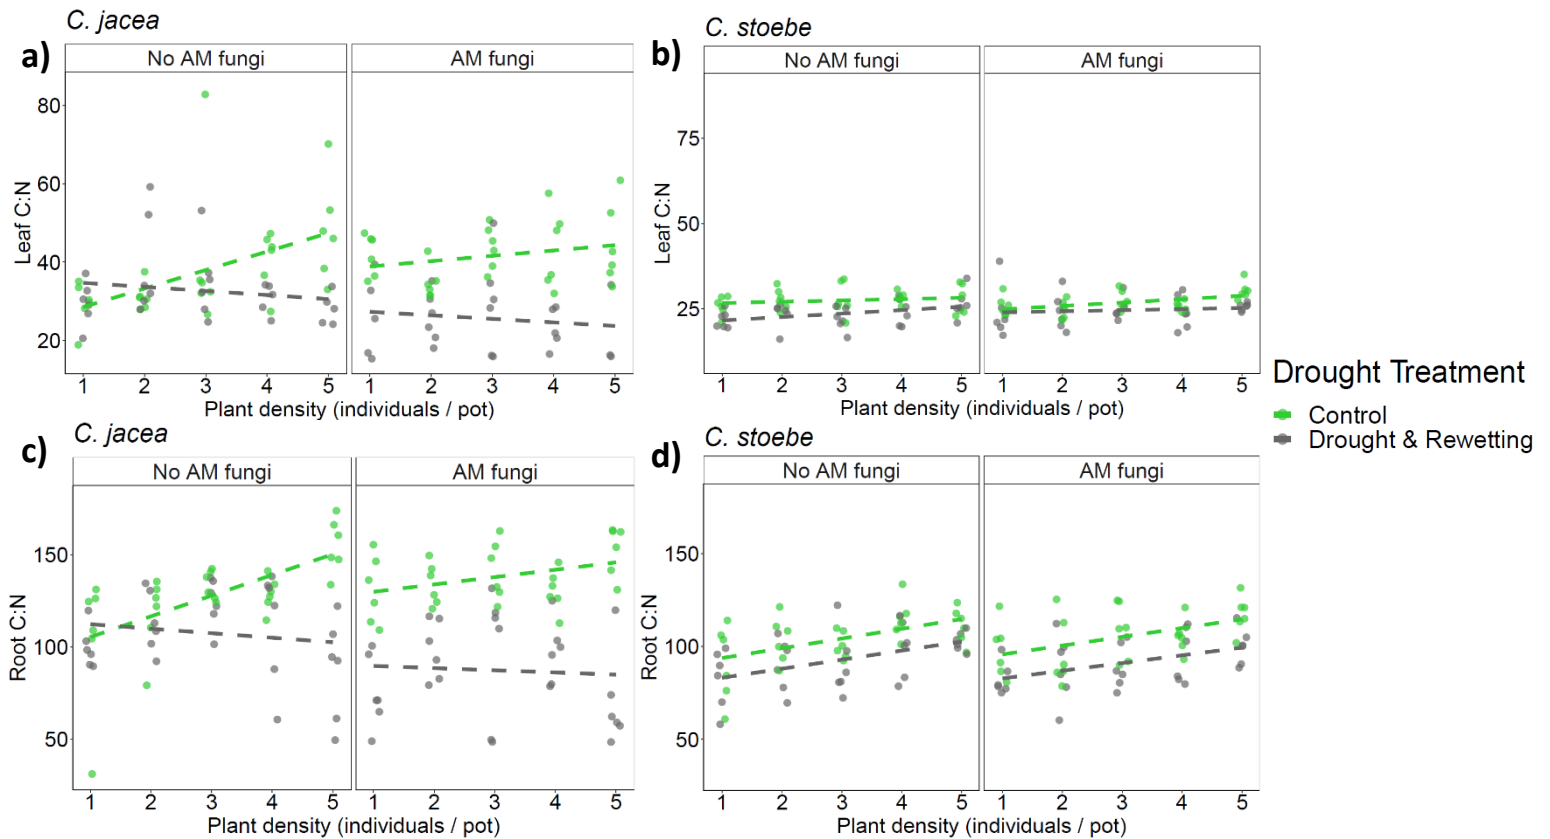 C. jacea
a)
No AM fungi
AM fungi
Leaf C:N
80
60
40
20
1 2 3 4 5
1 2 3 4 5
Plant density (individuals / pot)
C. stoebe
b)
No AM fungi
AM fungi
Leaf C:N
75
50
25
1 2 3 4 5
1 2 3 4 5
Plant density (individuals / pot)
Drought Treatment
Control
Drought & Rewetting
C. jacea
c)
No AM fungi
AM fungi
Root C:N
150
100
50
1 2 3 4 5
1 2 3 4 5
Plant density (individuals / pot)
C. stoebe
d)
No AM fungi
AM fungi
Root C:N
150
100
50
1 2 3 4 5
1 2 3 4 5
Plant density (individuals / pot)